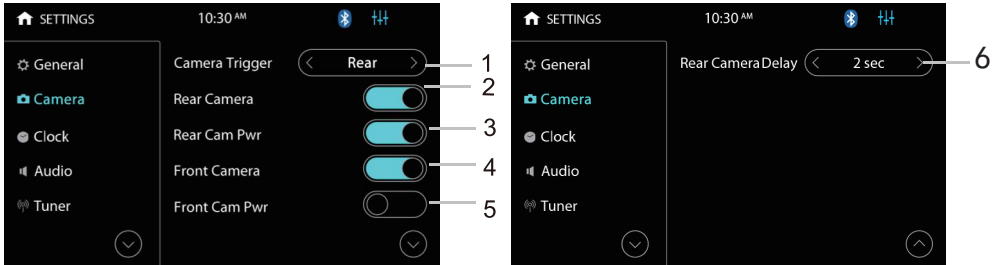 SETTINGS 10:30 AM
General
Camera
Clock
Audio
Tuner
Camera Trigger Rear 1
Rear Camera 2
Rear Cam Pwr 3
Front Camera 4
Front Cam Pwr 5
SETTINGS 10:30 AM
General
Camera
Clock
Audio
Tuner
Rear Camera Delay 2 sec 6